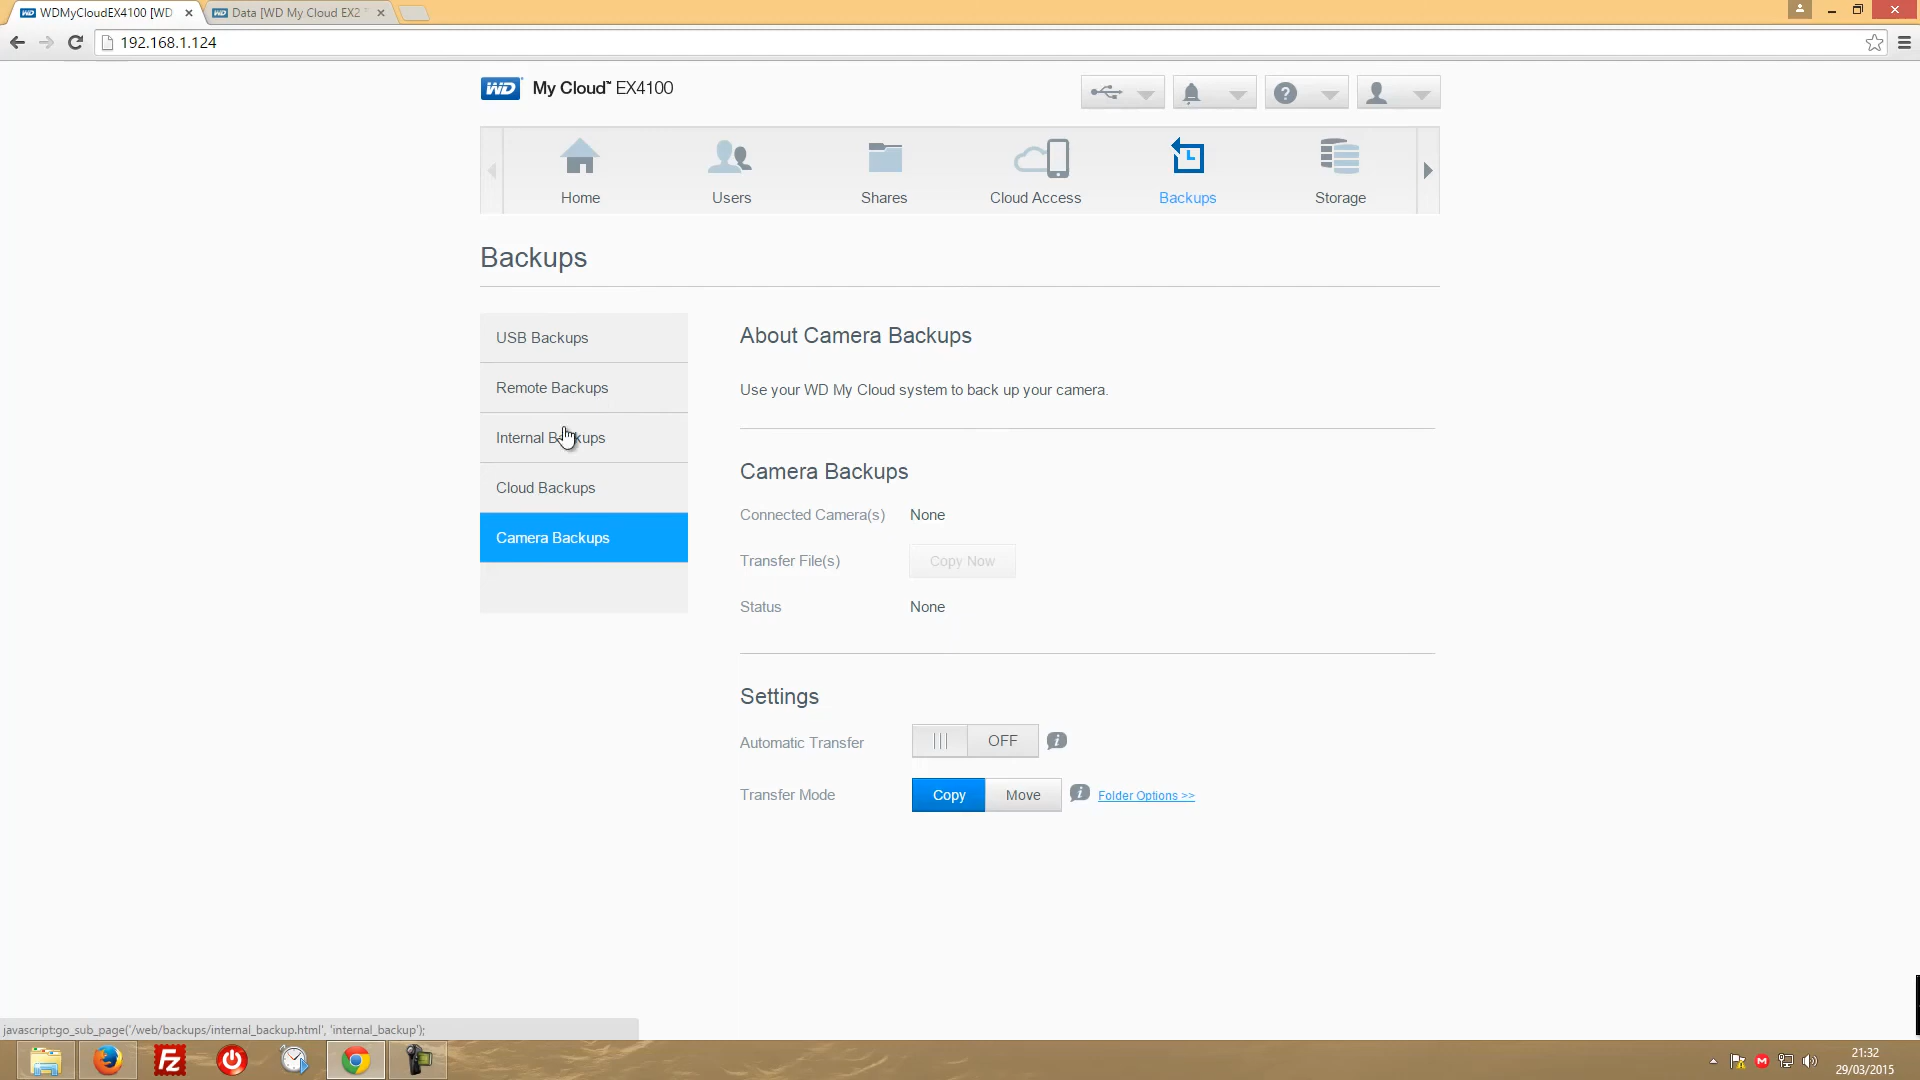 WDMyCloudEX4100 [WD
Data [WD My Cloud EX2
192.168.1.124
WD My Cloud™ EX4100
Home
Users
Shares
Cloud Access
Backups
Storage
Backups
USB Backups
Remote Backups
Internal Backups
Cloud Backups
Camera Backups
About Camera Backups
Use your WD My Cloud system to back up your camera.
Camera Backups
Connected Camera(s) None
Transfer File(s) Copy Now
Status None
Settings
Automatic Transfer OFF
Transfer Mode Copy Move Folder Options >>
javascript:go_sub_page('/web/backups/internal_backup.html', 'internal_backup');
21:32
29/03/2015